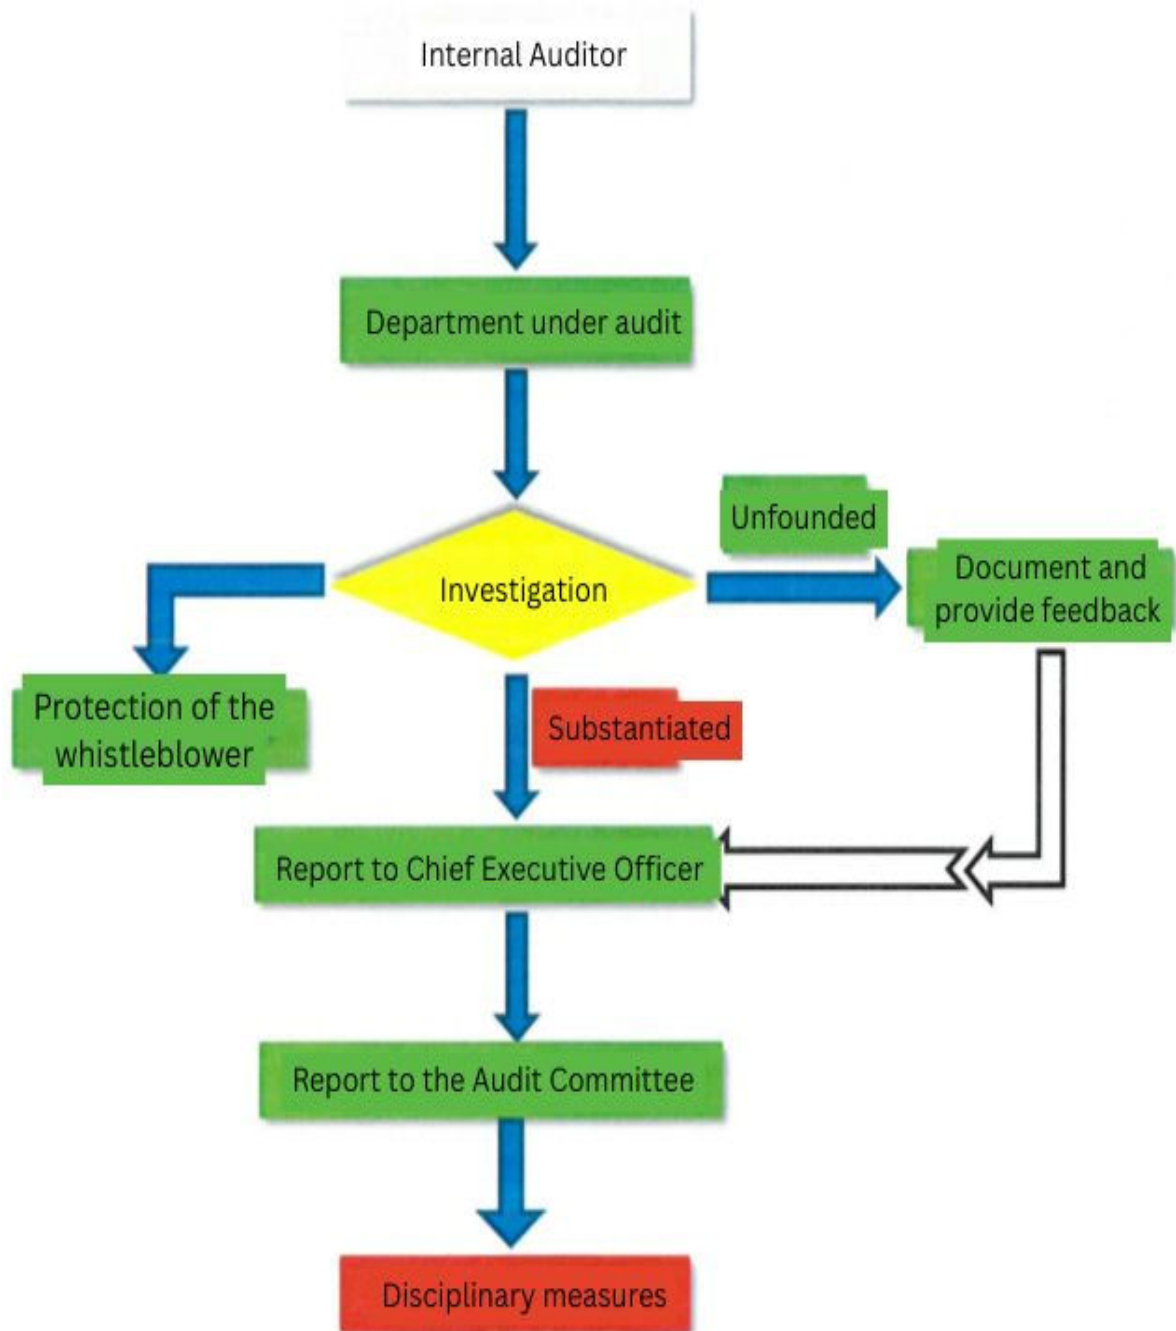 Internal Auditor
Department under audit
Unfounded
Document and
provide feedback
Investigation
Protection of the
whistleblower
Substantiated
Report to Chief Executive Officer
Report to the Audit Committee
Disciplinary measures